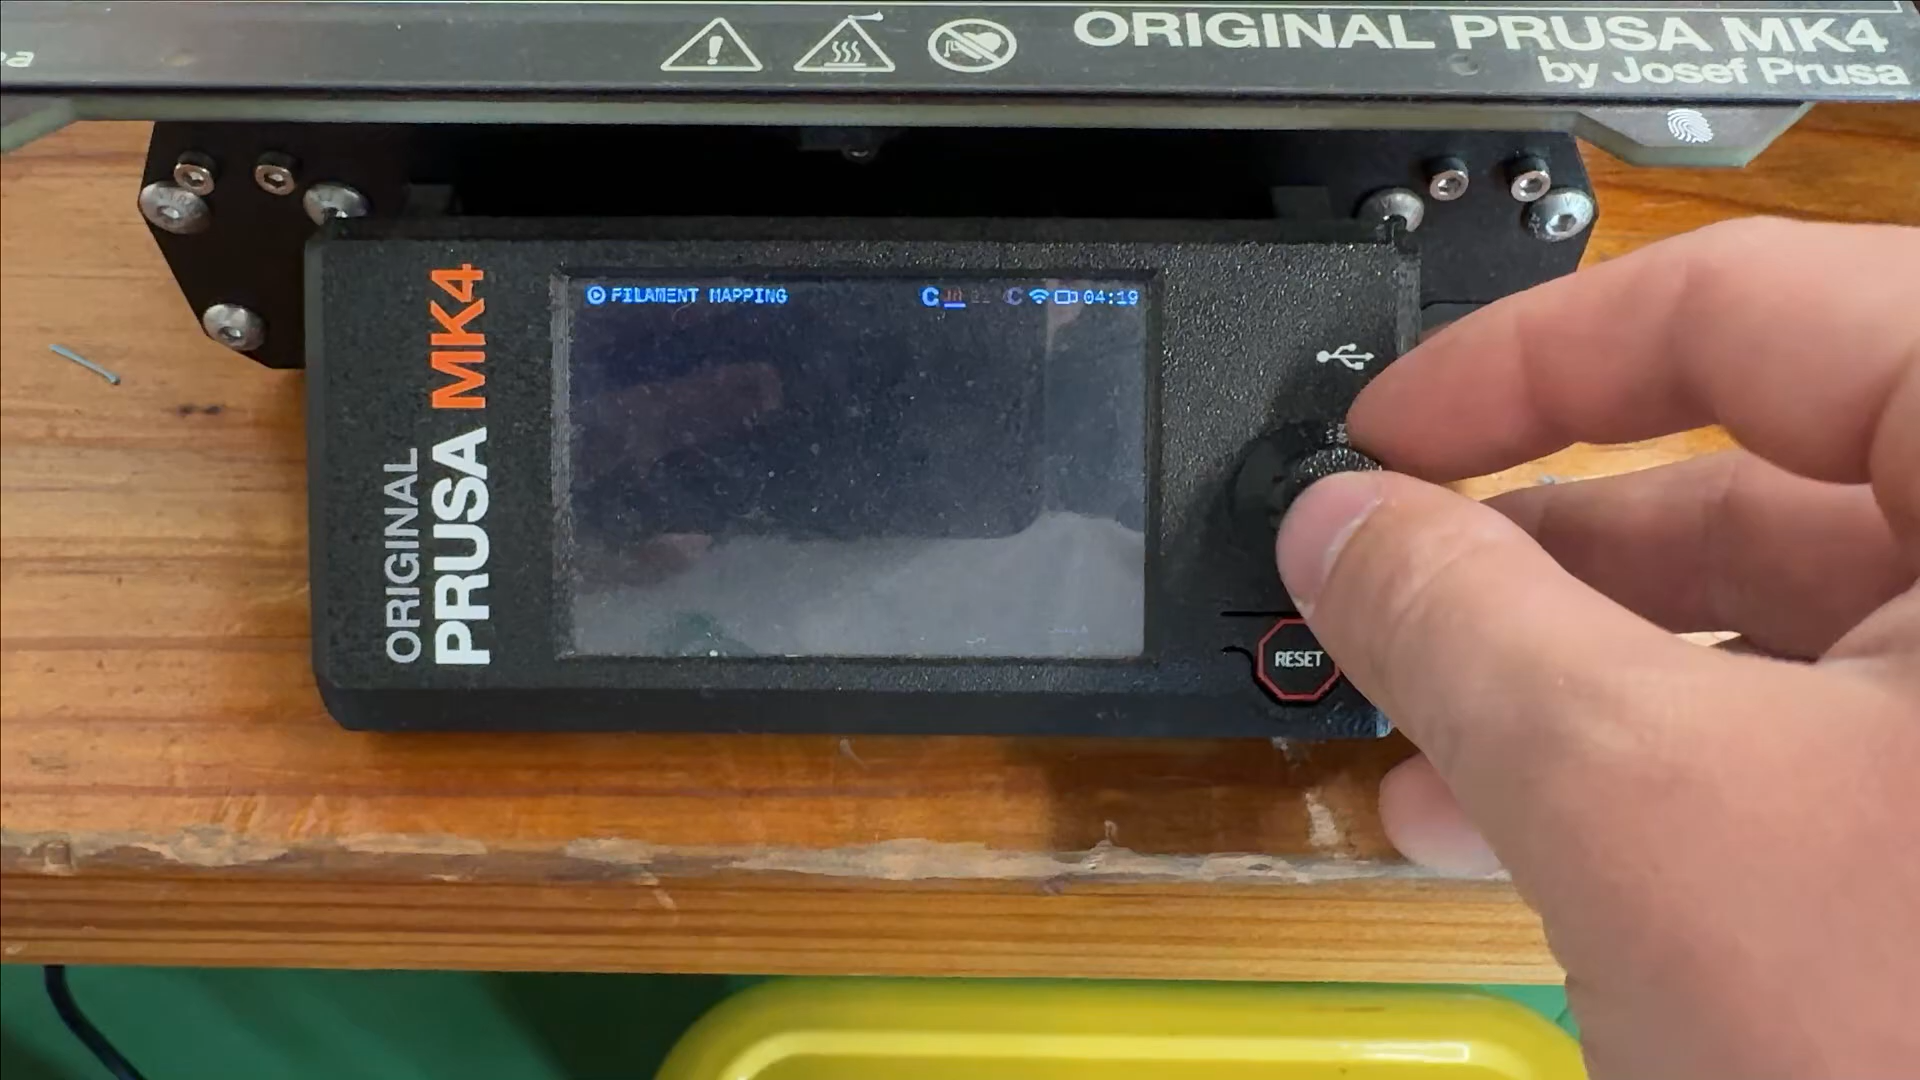 ORIGINAL PRUSA MK4
by Josef Prusa
FILAMENT MAPPING
04:19
ORIGINAL
PRUSA MK4
RESET